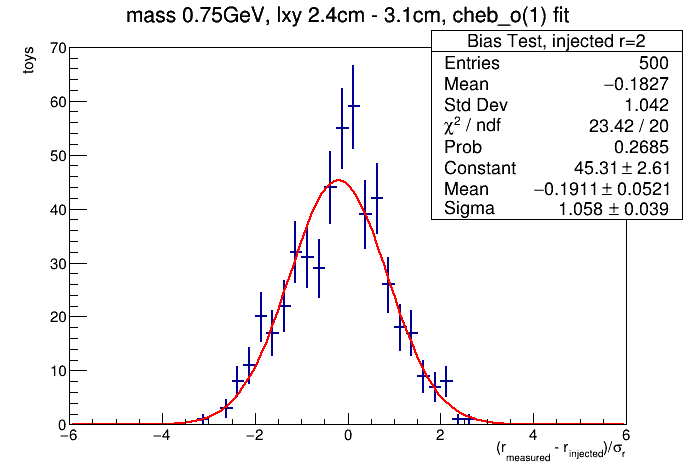 mass 0.75GeV, lxy 2.4cm - 3.1cm, cheb_o(1) fit
Bias Test, injected r=2
Entries 500
Mean −0.1827
Std Dev 1.042
χ² / ndf 23.42 / 20
Prob 0.2685
Constant 45.31 ± 2.61
Mean −0.1911 ± 0.0521
Sigma 1.058 ± 0.039
toys
70
60
50
40
30
20
10
0
−6 −4 −2 0 2 4 6
(r_measured - r_injected)/σ_r